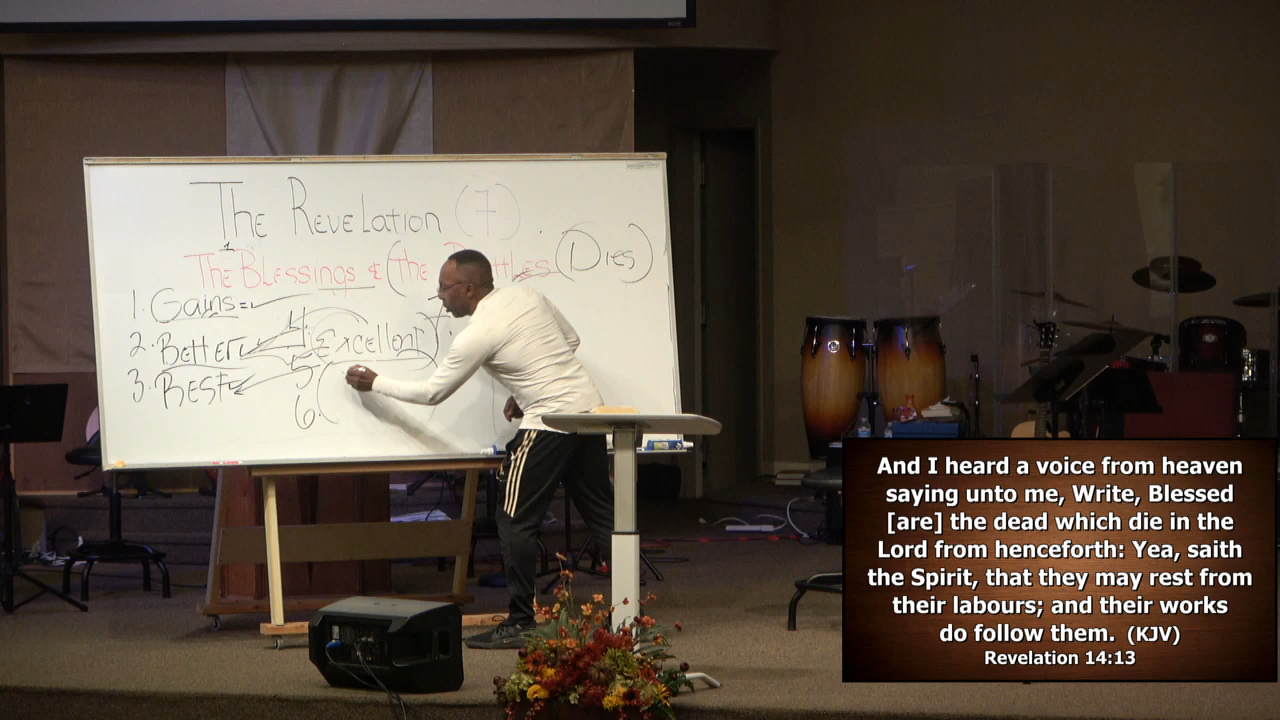 The Revelation (7)
The Blessings & (the Battles (Dies)
1. Gains=
2. Better
3. Best
4. (Excellent)
5 (
6.
And I heard a voice from heaven
saying unto me, Write, Blessed
[are] the dead which die in the
Lord from henceforth: Yea, saith
the Spirit, that they may rest from
their labours; and their works
do follow them. (KJV)
Revelation 14:13